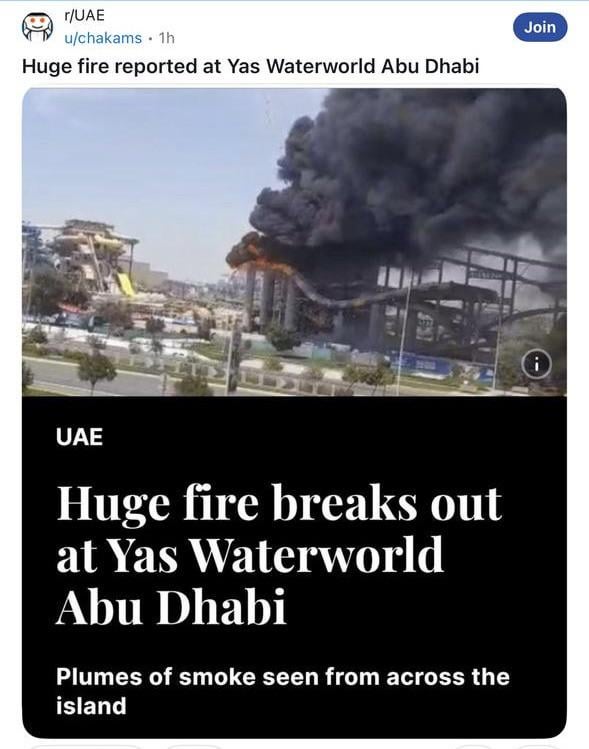 r/UAE
u/chakams • 1h
Join
Huge fire reported at Yas Waterworld Abu Dhabi
i
UAE
Huge fire breaks out
at Yas Waterworld
Abu Dhabi
Plumes of smoke seen from across the
island